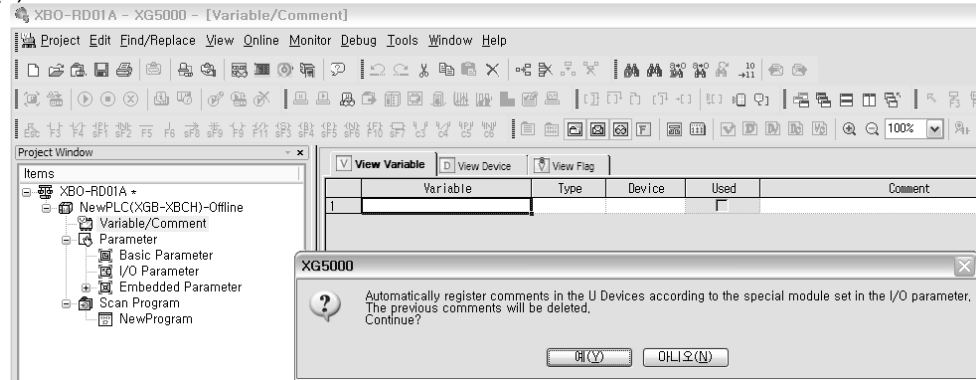 XBO-RD01A - XG5000 - [Variable/Comment]
Project Edit Find/Replace View Online Monitor Debug Tools Window Help
100%
Project Window
Items
XBO-RD01A *
NewPLC(XGB-XBCH)-Offline
Variable/Comment
Parameter
Basic Parameter
I/O Parameter
Embedded Parameter
Scan Program
NewProgram
V View Variable D View Device View Flag
Variable Type Device Used Comment
1
XG5000
Automatically register comments in the U Devices according to the special module set in the I/O parameter,
The previous comments will be deleted,
Continue?
예(Y) 아니오(N)